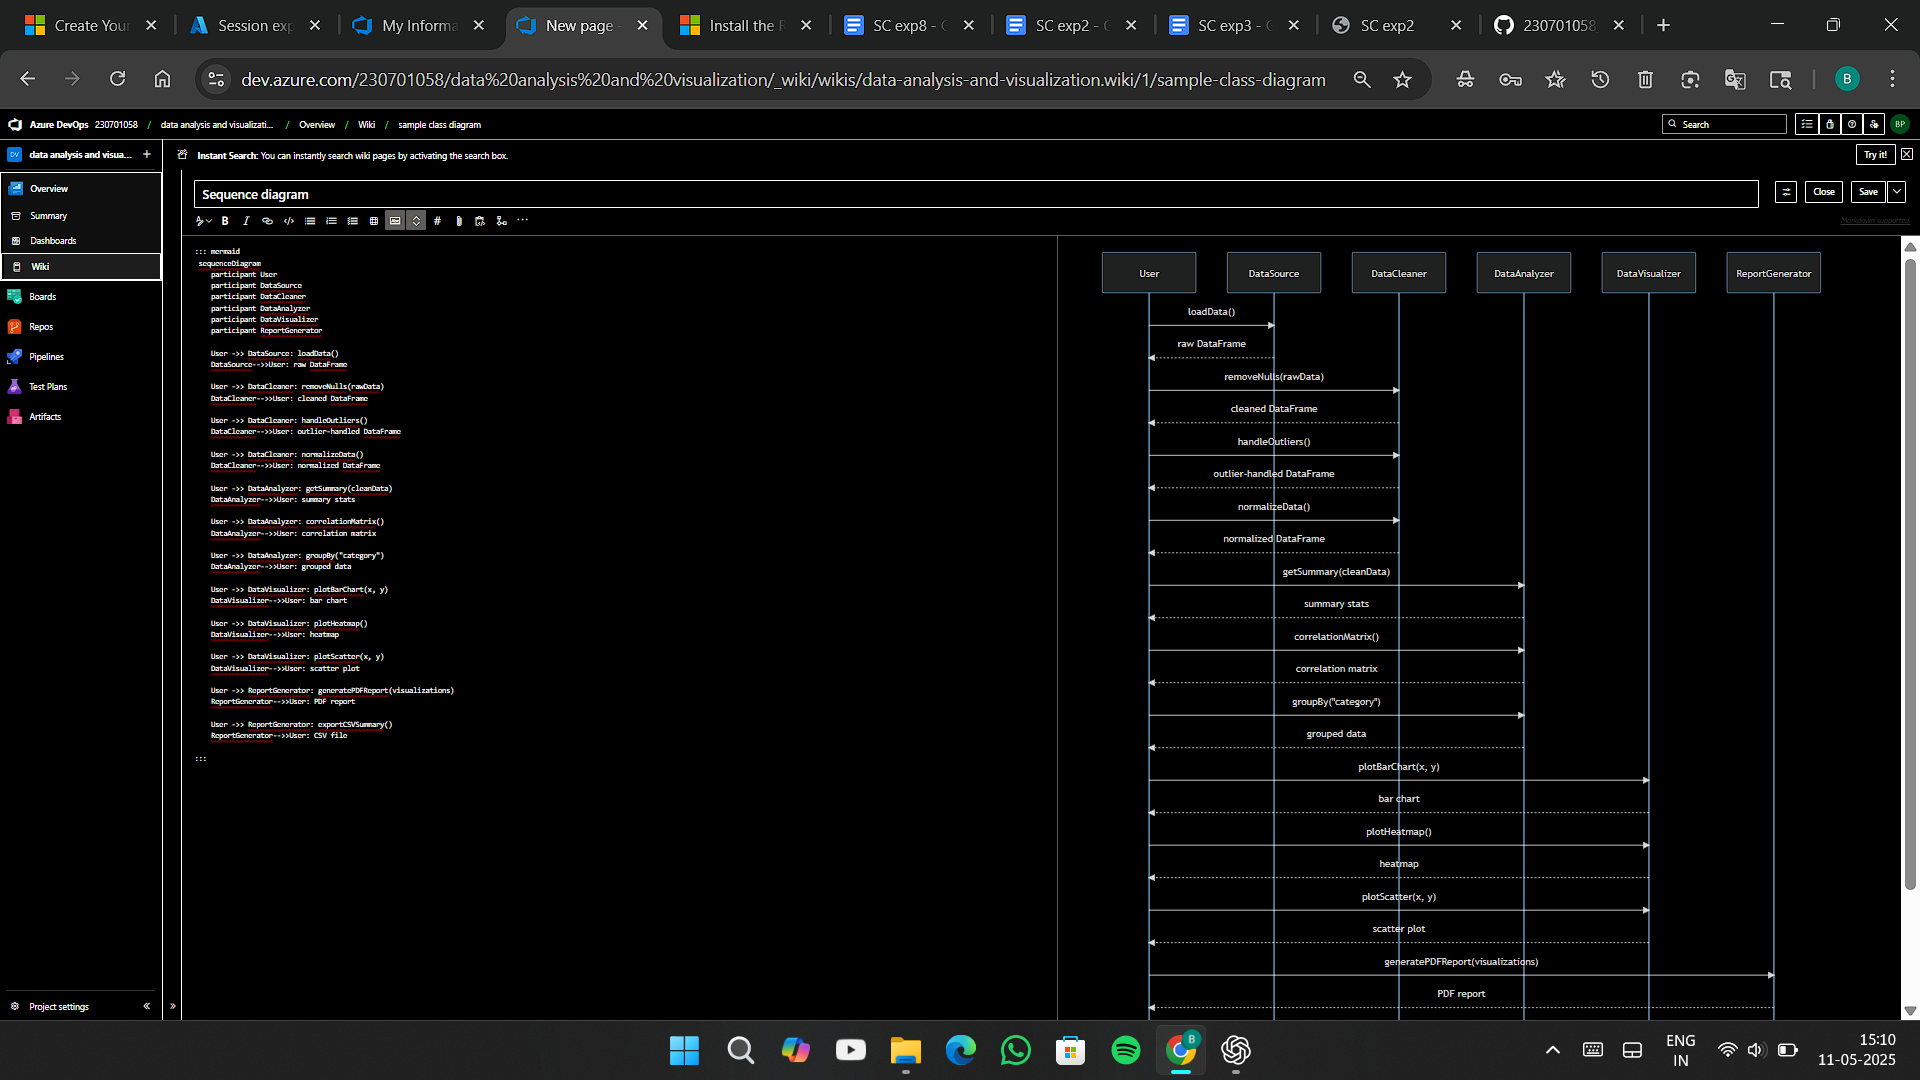 Create Your
Session exp
My Informa
New page -
Install the R
SC exp8 - G
SC exp2 - G
SC exp3 - G
SC exp2
230701058
dev.azure.com/230701058/data%20analysis%20and%20visualization/_wiki/wikis/data-analysis-and-visualization.wiki/1/sample-class-diagram
B
Azure DevOps 230701058 / data analysis and visualizati... / Overview / Wiki / sample class diagram
Search
BP
DV data analysis and visua... +
Instant Search: You can instantly search wiki pages by activating the search box.
Try it!
Overview
Summary
Dashboards
Wiki
Boards
Repos
Pipelines
Test Plans
Artifacts
Project settings
Sequence diagram
Close
Save
Markdown supported.
::: mermaid
sequenceDiagram
participant User
participant DataSource
participant DataCleaner
participant DataAnalyzer
participant DataVisualizer
participant ReportGenerator
User ->> DataSource: loadData()
DataSource-->>User: raw DataFrame
User ->> DataCleaner: removeNulls(rawData)
DataCleaner-->>User: cleaned DataFrame
User ->> DataCleaner: handleOutliers()
DataCleaner-->>User: outlier-handled DataFrame
User ->> DataCleaner: normalizeData()
DataCleaner-->>User: normalized DataFrame
User ->> DataAnalyzer: getSummary(cleanData)
DataAnalyzer-->>User: summary stats
User ->> DataAnalyzer: correlationMatrix()
DataAnalyzer-->>User: correlation matrix
User ->> DataAnalyzer: groupBy("category")
DataAnalyzer-->>User: grouped data
User ->> DataVisualizer: plotBarChart(x, y)
DataVisualizer-->>User: bar chart
User ->> DataVisualizer: plotHeatmap()
DataVisualizer-->>User: heatmap
User ->> DataVisualizer: plotScatter(x, y)
DataVisualizer-->>User: scatter plot
User ->> ReportGenerator: generatePDFReport(visualizations)
ReportGenerator-->>User: PDF report
User ->> ReportGenerator: exportCSVSummary()
ReportGenerator-->>User: CSV file
:::
User DataSource DataCleaner DataAnalyzer DataVisualizer ReportGenerator
loadData()
raw DataFrame
removeNulls(rawData)
cleaned DataFrame
handleOutliers()
outlier-handled DataFrame
normalizeData()
normalized DataFrame
getSummary(cleanData)
summary stats
correlationMatrix()
correlation matrix
groupBy("category")
grouped data
plotBarChart(x, y)
bar chart
plotHeatmap()
heatmap
plotScatter(x, y)
scatter plot
generatePDFReport(visualizations)
PDF report
B
ENG
IN
15:10
11-05-2025